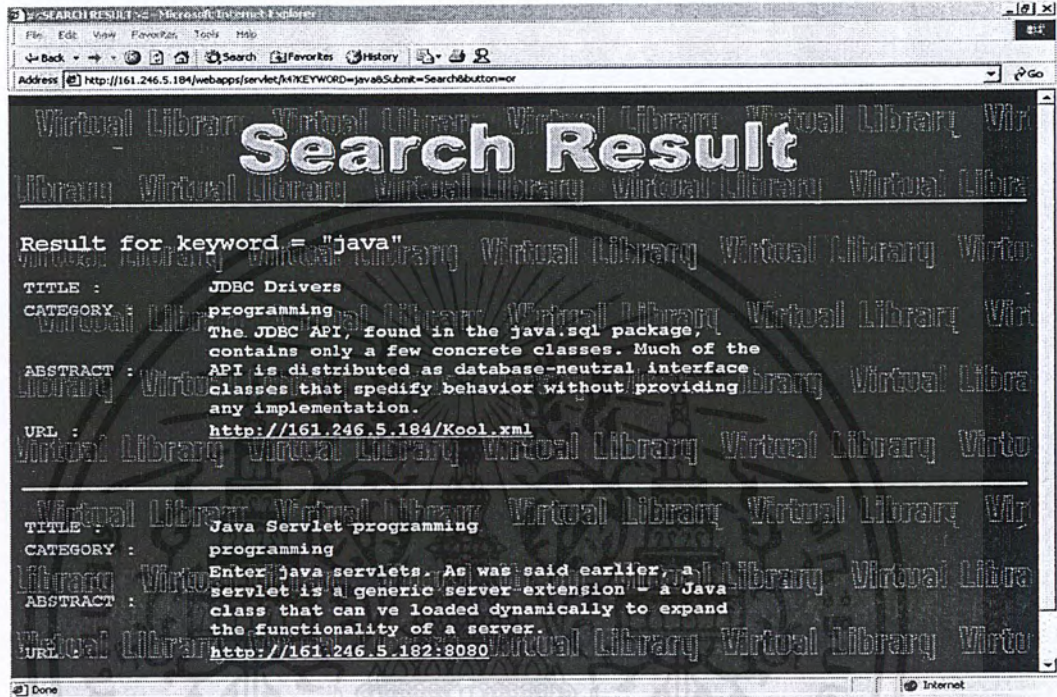 SEARCH RESULT - Microsoft Internet Explorer
File Edit View Favorites Tools Help
Back Search Favorites History
Address http://161.246.5.184/webapps/servlet/k4?KEYWORD=java&Submit=Search&button=or Go
Search Result
Result for keyword = "java"
TITLE : JDBC Drivers
CATEGORY : programming
ABSTRACT : The JDBC API, found in the java.sql package,
contains only a few concrete classes. Much of the
API is distributed as database-neutral interface
classes that spedify behavior without providing
any implementation.
URL : http://161.246.5.184/Kool.xml
TITLE : Java Servlet programming
CATEGORY : programming
ABSTRACT : Enter java servlets. As was said earlier, a
servlet is a generic server extension - a Java
class that can ve loaded dynamically to expand
the functionality of a server.
URL : http://161.246.5.182:8080
Done Internet